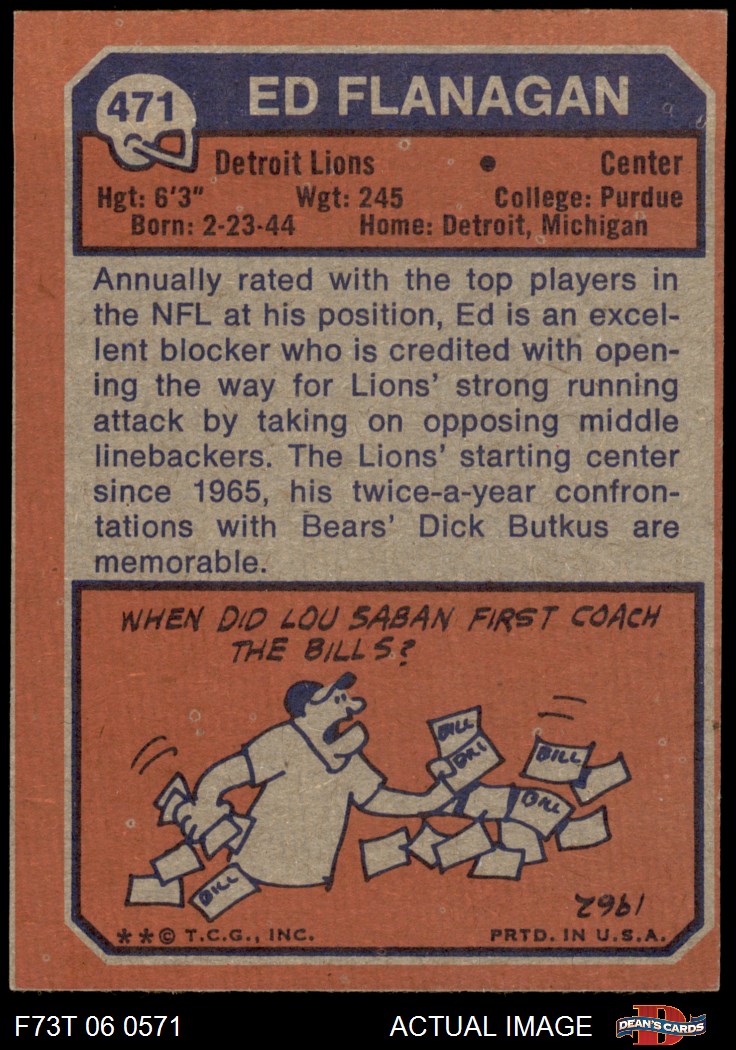 471
ED FLANAGAN
Detroit Lions • Center
Hgt: 6'3" Wgt: 245 College: Purdue
Born: 2-23-44 Home: Detroit, Michigan
Annually rated with the top players in
the NFL at his position, Ed is an excel-
lent blocker who is credited with open-
ing the way for Lions' strong running
attack by taking on opposing middle
linebackers. The Lions' starting center
since 1965, his twice-a-year confron-
tations with Bears' Dick Butkus are
memorable.
WHEN DID LOU SABAN FIRST COACH
THE BILLS?
BILL
BILL
BILL
BILL
BILL
1962
**© T.C.G., INC. PRTD. IN U.S.A.
F73T 06 0571 ACTUAL IMAGE
D
DEAN'S CARDS